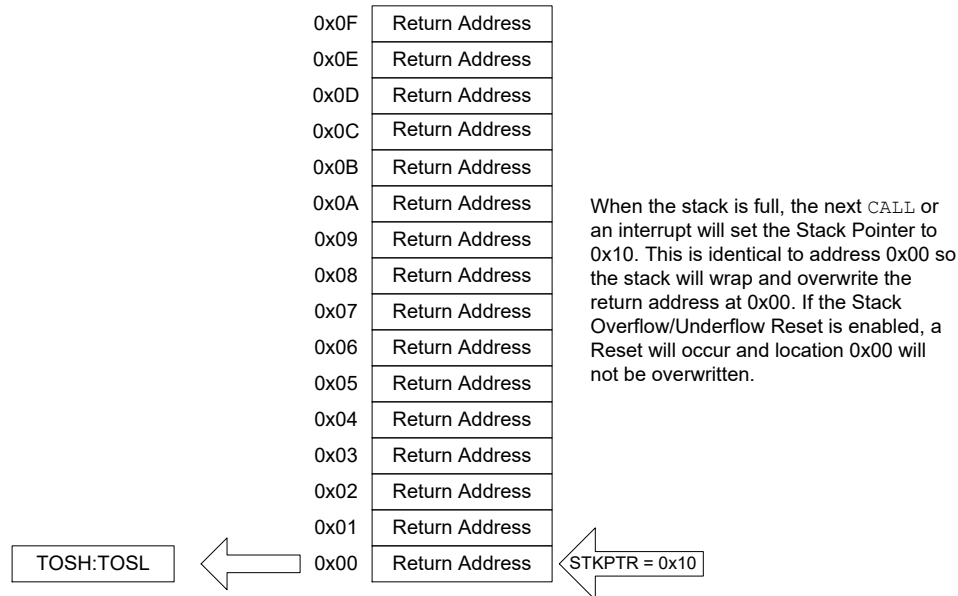 0x0F Return Address
0x0E Return Address
0x0D Return Address
0x0C Return Address
0x0B Return Address
0x0A Return Address
0x09 Return Address
0x08 Return Address
0x07 Return Address
0x06 Return Address
0x05 Return Address
0x04 Return Address
0x03 Return Address
0x02 Return Address
0x01 Return Address
TOSH:TOSL 0x00 Return Address STKPTR = 0x10
When the stack is full, the next CALL or
an interrupt will set the Stack Pointer to
0x10. This is identical to address 0x00 so
the stack will wrap and overwrite the
return address at 0x00. If the Stack
Overflow/Underflow Reset is enabled, a
Reset will occur and location 0x00 will
not be overwritten.